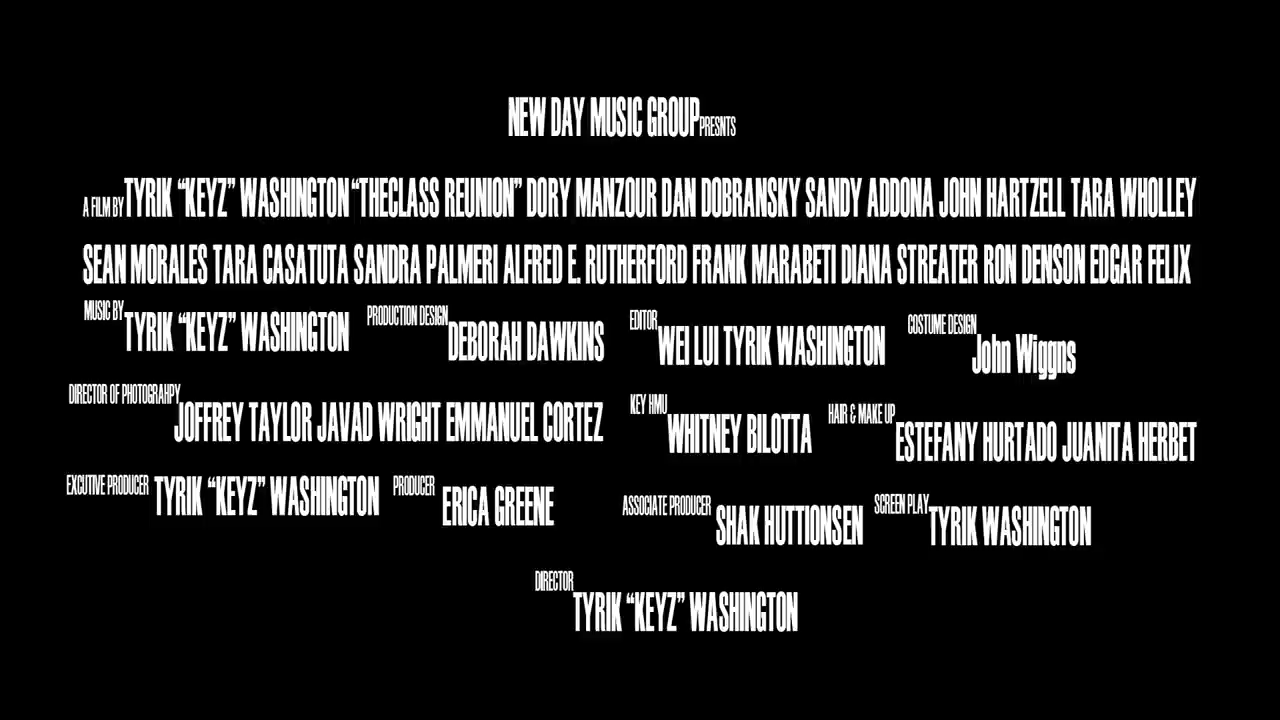 NEW DAY MUSIC GROUP PRESNTS
A FILM BY TYRIK “KEYZ” WASHINGTON “THECLASS REUNION” DORY MANZOUR DAN DOBRANSKY SANDY ADDONA JOHN HARTZELL TARA WHOLLEY
SEAN MORALES TARA CASATUTA SANDRA PALMERI ALFRED E. RUTHERFORD FRANK MARABETI DIANA STREATER RON DENSON EDGAR FELIX
MUSIC BY TYRIK “KEYZ” WASHINGTON PRODUCTION DESIGN DEBORAH DAWKINS EDITOR WEI LUI TYRIK WASHINGTON COSTUME DESIGN John Wiggns
DIRECTOR OF PHOTOGRAHPY JOFFREY TAYLOR JAVAD WRIGHT EMMANUEL CORTEZ KEY HMU WHITNEY BILOTTA HAIR & MAKE UP ESTEFANY HURTADO JUANITA HERBET
EXCUTIVE PRODUCER TYRIK “KEYZ” WASHINGTON PRODUCER ERICA GREENE ASSOCIATE PRODUCER SHAK HUTTIONSEN SCREEN PLAY TYRIK WASHINGTON
DIRECTOR TYRIK “KEYZ” WASHINGTON